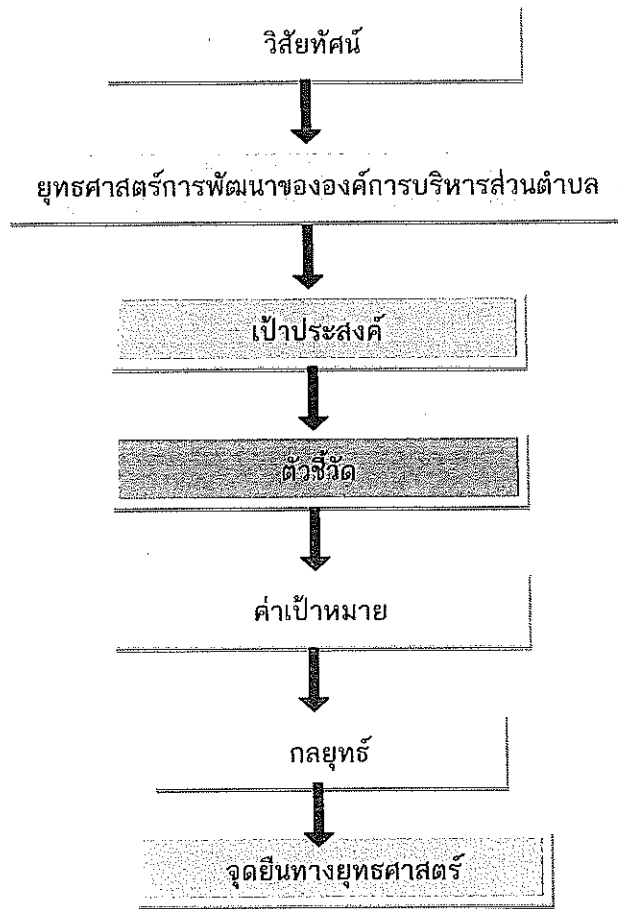 วิสัยทัศน์
ยุทธศาสตร์การพัฒนาขององค์การบริหารส่วนตำบล
เป้าประสงค์
ตัวชี้วัด
ค่าเป้าหมาย
กลยุทธ์
จุดยืนทางยุทธศาสตร์